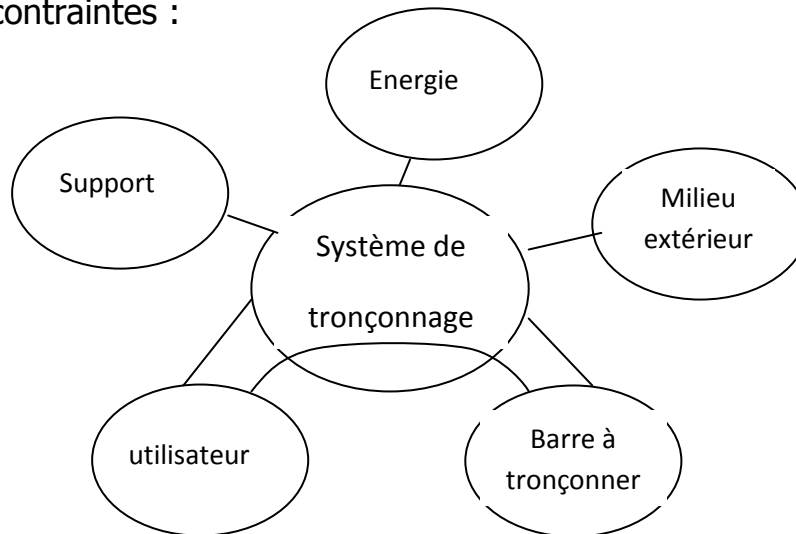 contraintes :
Energie
Support
Milieu
extérieur
Système de
tronçonnage
utilisateur
Barre à
tronçonner